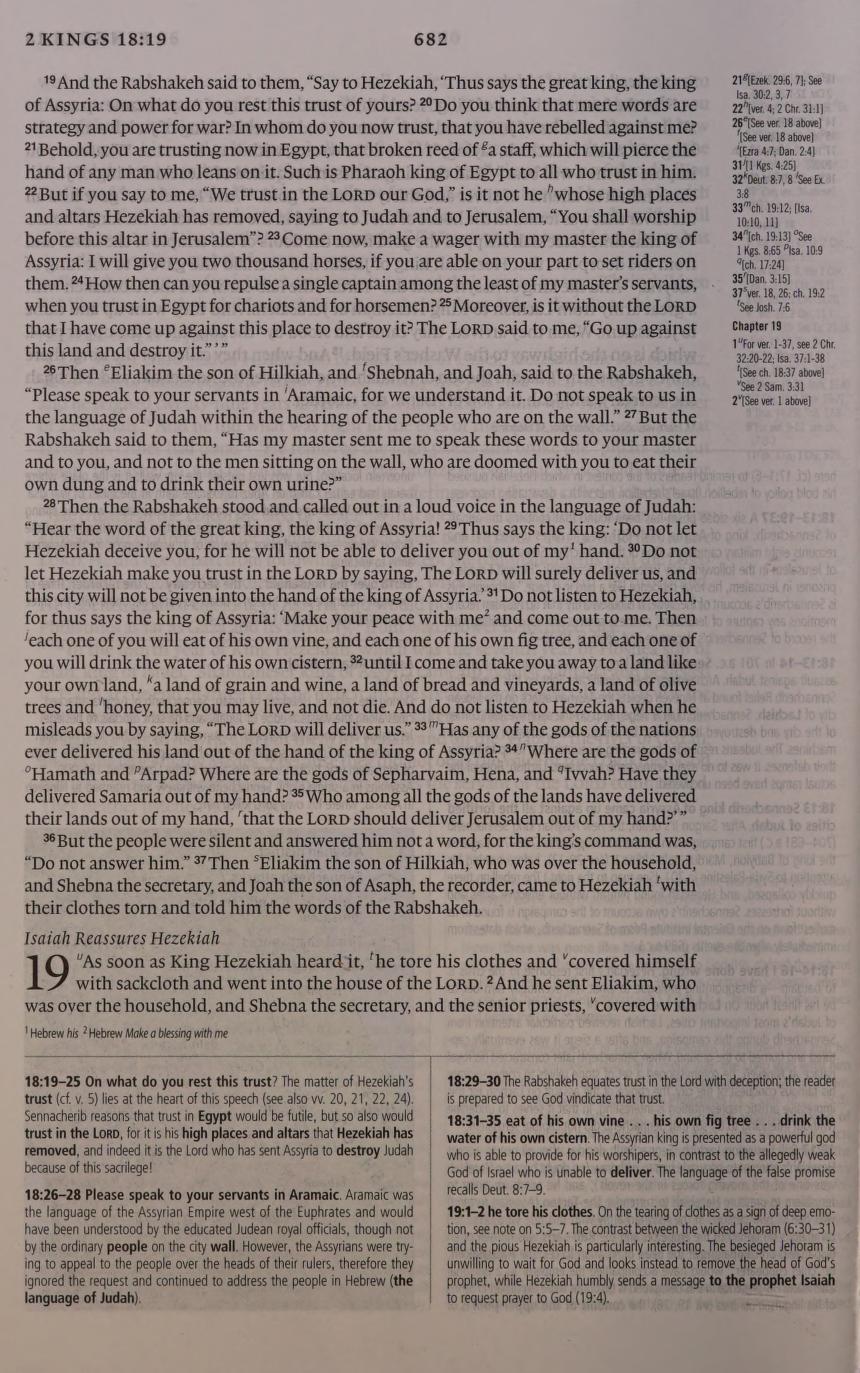 2 KINGS 18:19
682
19 And the Rabshakeh said to them, “Say to Hezekiah, ‘Thus says the great king, the king
of Assyria: On what do you rest this trust of yours? 20 Do you think that mere words are
strategy and power for war? In whom do you now trust, that you have rebelled against me?
21 Behold, you are trusting now in Egypt, that broken reed of g a staff, which will pierce the
hand of any man who leans on it. Such is Pharaoh king of Egypt to all who trust in him.
22 But if you say to me, “We trust in the LORD our God,” is it not he h whose high places
and altars Hezekiah has removed, saying to Judah and to Jerusalem, “You shall worship
before this altar in Jerusalem”? 23 Come now, make a wager with my master the king of
Assyria: I will give you two thousand horses, if you are able on your part to set riders on
them. 24 How then can you repulse a single captain among the least of my master’s servants,
when you trust in Egypt for chariots and for horsemen? 25 Moreover, is it without the LORD
that I have come up against this place to destroy it? The LORD said to me, “Go up against
this land and destroy it.” ’ ”
26 Then e Eliakim the son of Hilkiah, and f Shebnah, and Joah, said to the Rabshakeh,
“Please speak to your servants in i Aramaic, for we understand it. Do not speak to us in
the language of Judah within the hearing of the people who are on the wall.” 27 But the
Rabshakeh said to them, “Has my master sent me to speak these words to your master
and to you, and not to the men sitting on the wall, who are doomed with you to eat their
own dung and to drink their own urine?”
28 Then the Rabshakeh stood and called out in a loud voice in the language of Judah:
“Hear the word of the great king, the king of Assyria! 29 Thus says the king: ‘Do not let
Hezekiah deceive you, for he will not be able to deliver you out of my1 hand. 30 Do not
let Hezekiah make you trust in the LORD by saying, The LORD will surely deliver us, and
this city will not be given into the hand of the king of Assyria.’ 31 Do not listen to Hezekiah,
for thus says the king of Assyria: ‘Make your peace with me2 and come out to me. Then
j each one of you will eat of his own vine, and each one of his own fig tree, and each one of
you will drink the water of his own cistern, 32 until I come and take you away to a land like
your own land, k a land of grain and wine, a land of bread and vineyards, a land of olive
trees and l honey, that you may live, and not die. And do not listen to Hezekiah when he
misleads you by saying, “The LORD will deliver us.” 33 m Has any of the gods of the nations
ever delivered his land out of the hand of the king of Assyria? 34 n Where are the gods of
o Hamath and p Arpad? Where are the gods of Sepharvaim, Hena, and q Ivvah? Have they
delivered Samaria out of my hand? 35 Who among all the gods of the lands have delivered
their lands out of my hand, r that the LORD should deliver Jerusalem out of my hand?’ ”
36 But the people were silent and answered him not a word, for the king’s command was,
“Do not answer him.” 37 Then s Eliakim the son of Hilkiah, who was over the household,
and Shebna the secretary, and Joah the son of Asaph, the recorder, came to Hezekiah t with
their clothes torn and told him the words of the Rabshakeh.
Isaiah Reassures Hezekiah
19 u As soon as King Hezekiah heard it, t he tore his clothes and v covered himself
with sackcloth and went into the house of the LORD. 2 And he sent Eliakim, who
was over the household, and Shebna the secretary, and the senior priests, v covered with
1 Hebrew his 2 Hebrew Make a blessing with me
21 g [Ezek. 29:6, 7]; See
Isa. 30:2, 3, 7
22 h [ver. 4; 2 Chr. 31:1]
26 e [See ver. 18 above]
f [See ver. 18 above]
i [Ezra 4:7; Dan. 2:4]
31 j [1 Kgs. 4:25]
32 k Deut. 8:7, 8 l See Ex.
3:8
33 m ch. 19:12; [Isa.
10:10, 11]
34 n [ch. 19:13] o See
1 Kgs. 8:65 p Isa. 10:9
q [ch. 17:24]
35 r [Dan. 3:15]
37 s ver. 18, 26; ch. 19:2
t See Josh. 7:6
Chapter 19
1 u For ver. 1-37, see 2 Chr.
32:20-22; Isa. 37:1-38
t [See ch. 18:37 above]
v See 2 Sam. 3:31
2 v [See ver. 1 above]
18:19–25 On what do you rest this trust? The matter of Hezekiah’s
trust (cf. v. 5) lies at the heart of this speech (see also vv. 20, 21, 22, 24).
Sennacherib reasons that trust in Egypt would be futile, but so also would
trust in the LORD, for it is his high places and altars that Hezekiah has
removed, and indeed it is the Lord who has sent Assyria to destroy Judah
because of this sacrilege!
18:26–28 Please speak to your servants in Aramaic. Aramaic was
the language of the Assyrian Empire west of the Euphrates and would
have been understood by the educated Judean royal officials, though not
by the ordinary people on the city wall. However, the Assyrians were try-
ing to appeal to the people over the heads of their rulers, therefore they
ignored the request and continued to address the people in Hebrew (the
language of Judah).
18:29–30 The Rabshakeh equates trust in the Lord with deception; the reader
is prepared to see God vindicate that trust.
18:31–35 eat of his own vine . . . his own fig tree . . . drink the
water of his own cistern. The Assyrian king is presented as a powerful god
who is able to provide for his worshipers, in contrast to the allegedly weak
God of Israel who is unable to deliver. The language of the false promise
recalls Deut. 8:7–9.
19:1–2 he tore his clothes. On the tearing of clothes as a sign of deep emo-
tion, see note on 5:5–7. The contrast between the wicked Jehoram (6:30–31)
and the pious Hezekiah is particularly interesting. The besieged Jehoram is
unwilling to wait for God and looks instead to remove the head of God’s
prophet, while Hezekiah humbly sends a message to the prophet Isaiah
to request prayer to God (19:4).